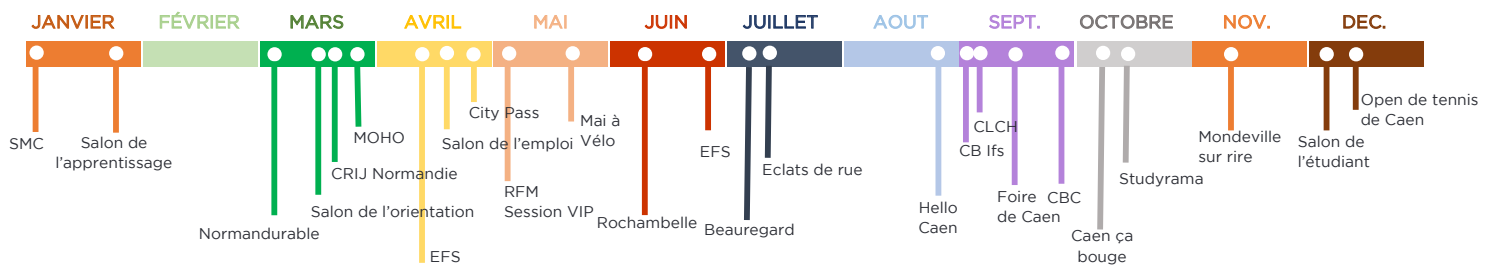 JANVIER
FÉVRIER
MARS
AVRIL
MAI
JUIN
JUILLET
AOUT
SEPT.
OCTOBRE
NOV.
DEC.
SMC
Salon de
l'apprentissage
Normandurable
Salon de l'orientation
CRIJ Normandie
MOHO
EFS
Salon de l'emploi
City Pass
RFM
Session VIP
Mai à
Vélo
Rochambelle
EFS
Beauregard
Eclats de rue
Hello
Caen
CB Ifs
CLCH
Foire
de Caen
CBC
Caen ça
bouge
Studyrama
Mondeville
sur rire
Salon de
l'étudiant
Open de tennis
de Caen